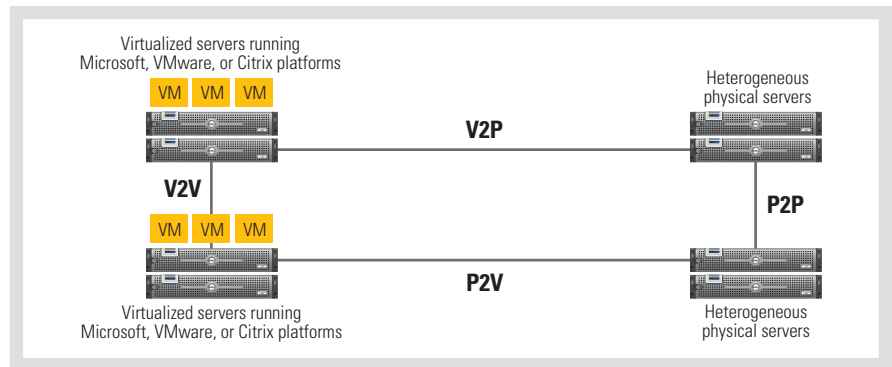 Virtualized servers running
Microsoft, VMware, or Citrix platforms
VM VM VM
Heterogeneous
physical servers
V2P
V2V
P2P
VM VM VM
P2V
Virtualized servers running
Microsoft, VMware, or Citrix platforms
Heterogeneous
physical servers